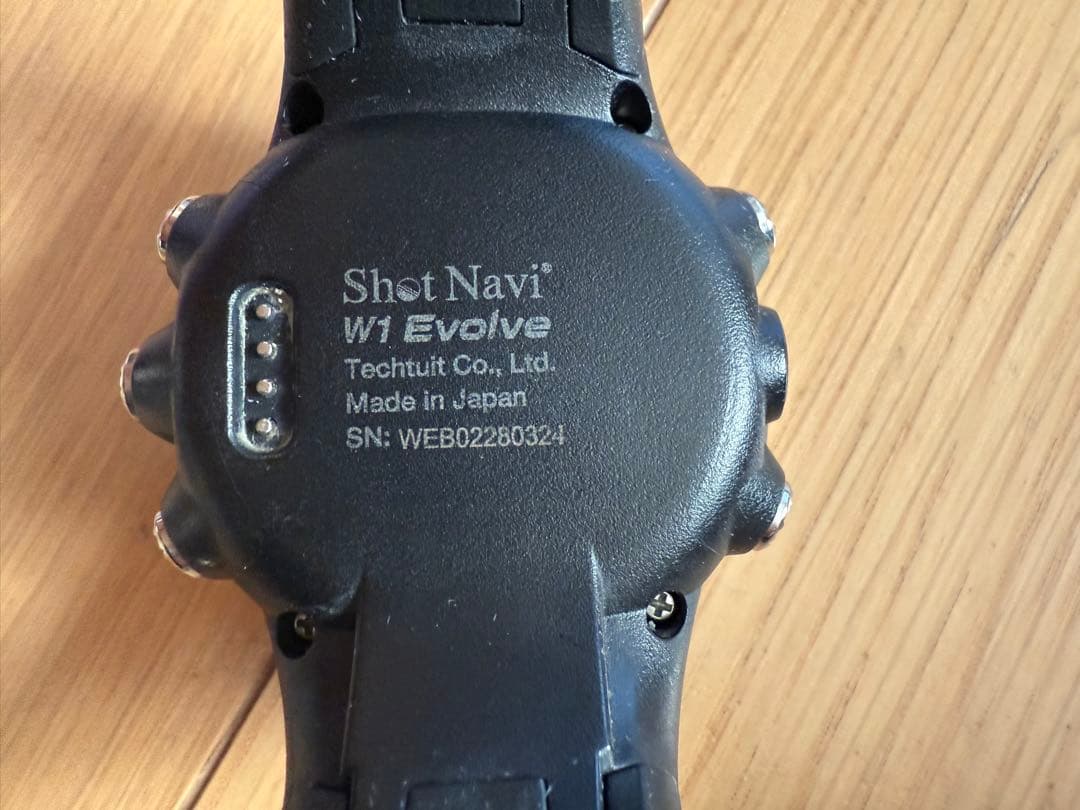 Shot Navi®
W1 Evolve
Techtuit Co., Ltd.
Made in Japan
SN: WEB02280324